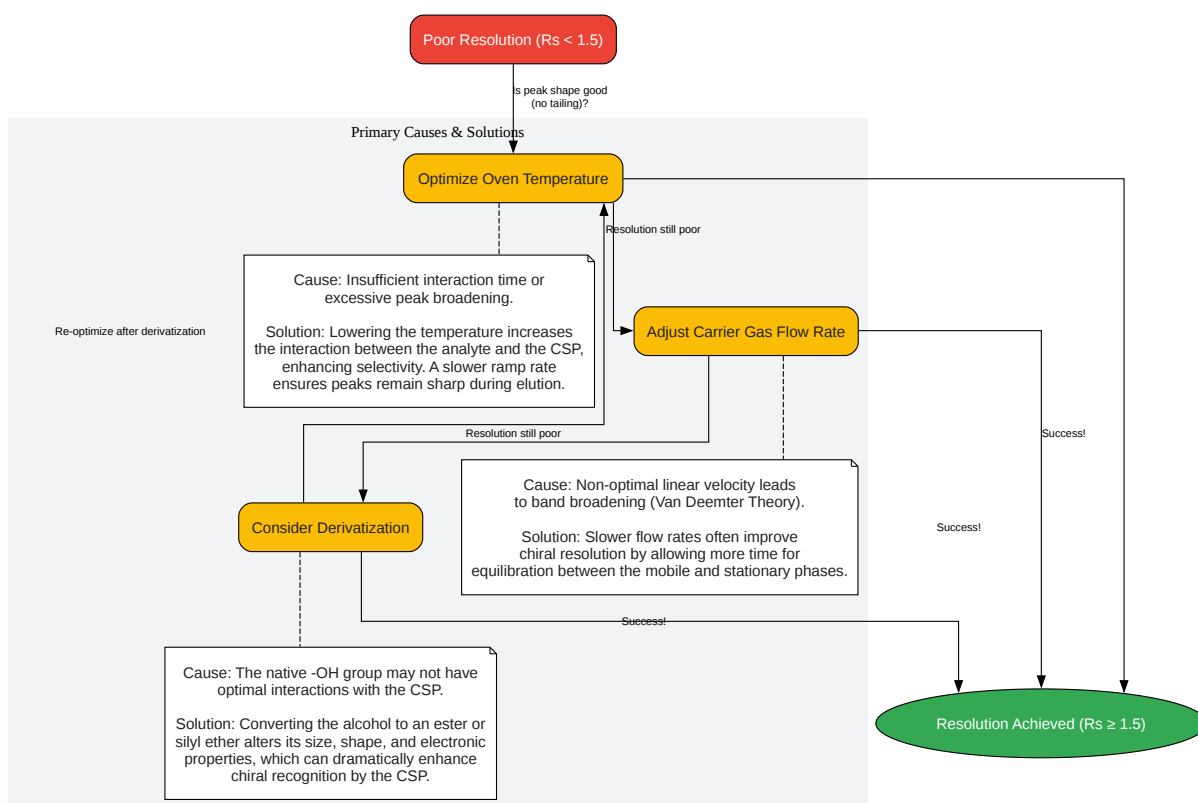 Poor Resolution (Rs < 1.5)
Is peak shape good
(no tailing)?
Primary Causes & Solutions
Optimize Oven Temperature
Resolution still poor
Cause: Insufficient interaction time or
excessive peak broadening.
Solution: Lowering the temperature increases
the interaction between the analyte and the CSP,
enhancing selectivity. A slower ramp rate
ensures peaks remain sharp during elution.
Re-optimize after derivatization
Adjust Carrier Gas Flow Rate
Resolution still poor
Success!
Cause: Non-optimal linear velocity leads
to band broadening (Van Deemter Theory).
Solution: Slower flow rates often improve
chiral resolution by allowing more time for
equilibration between the mobile and stationary phases.
Consider Derivatization
Success!
Success!
Cause: The native -OH group may not have
optimal interactions with the CSP.
Solution: Converting the alcohol to an ester or
silyl ether alters its size, shape, and electronic
properties, which can dramatically enhance
chiral recognition by the CSP.
Resolution Achieved (Rs ≥ 1.5)